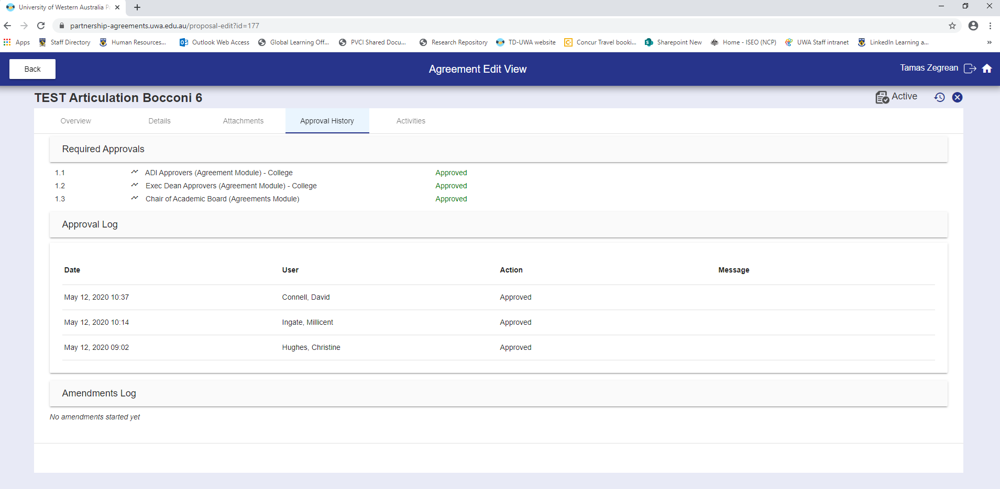 University of Western Australia P
partnership-agreements.uwa.edu.au/proposal-edit?id=177
Apps Staff Directory Human Resources... Outlook Web Access Global Learning Off... PVCI Shared Docu... Research Repository TD-UWA website Concur Travel booki... Sharepoint New Home - ISEO (NCP) UWA Staff intranet LinkedIn Learning a... »
Back Agreement Edit View Tamas Zegrean
TEST Articulation Bocconi 6 Active
Overview Details Attachments Approval History Activities
Required Approvals
1.1 ADI Approvers (Agreement Module) - College Approved
1.2 Exec Dean Approvers (Agreement Module) - College Approved
1.3 Chair of Academic Board (Agreements Module) Approved
Approval Log
Date User Action Message
May 12, 2020 10:37 Connell, David Approved
May 12, 2020 10:14 Ingate, Millicent Approved
May 12, 2020 09:02 Hughes, Christine Approved
Amendments Log
No amendments started yet